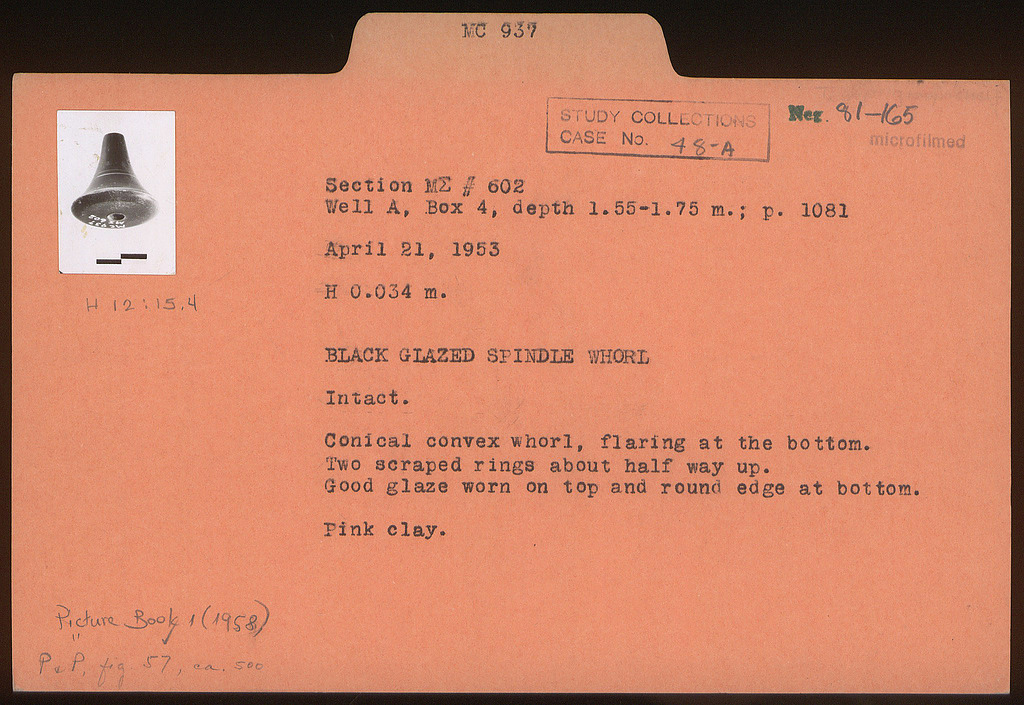 MC 937
STUDY COLLECTIONS
CASE No. 48-A
Neg. 81-165
microfilmed
Section ΜΣ # 602
Well A, Box 4, depth 1.55-1.75 m.; p. 1081
April 21, 1953
H 0.034 m.
H 12:15.4
BLACK GLAZED SPINDLE WHORL
Intact.
Conical convex whorl, flaring at the bottom.
Two scraped rings about half way up.
Good glaze worn on top and round edge at bottom.
Pink clay.
Picture Book 1 (1958)
P & P, fig 57, ca. 500